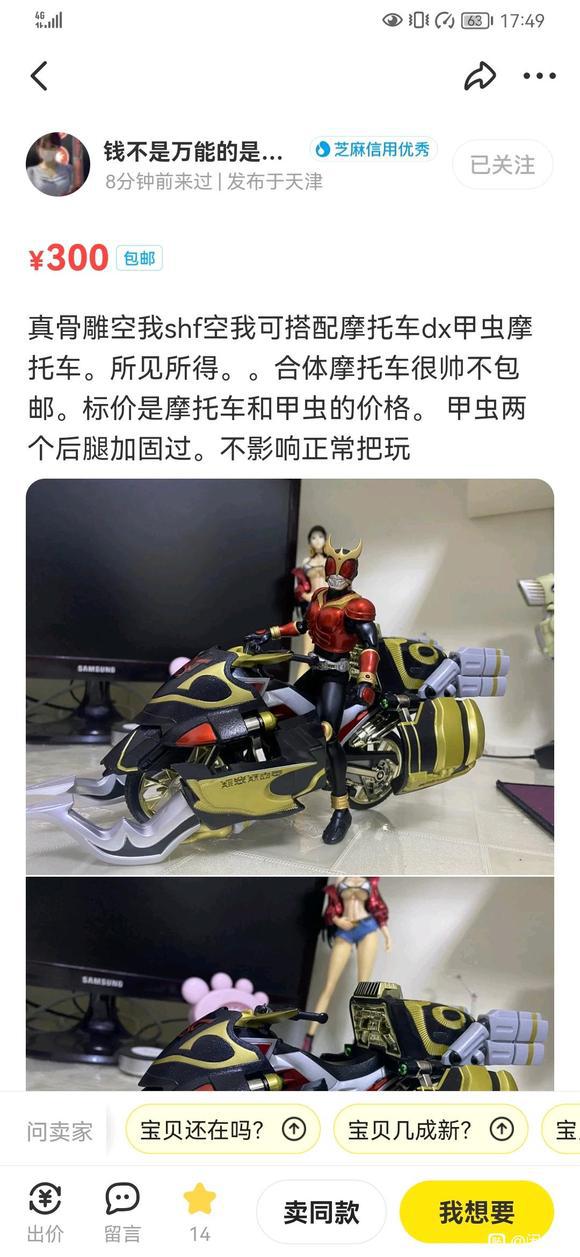 4G
63
17:49
钱不是万能的是...
芝麻信用优秀
已关注
8分钟前来过 | 发布于天津
¥300
包邮
真骨雕空我shf空我可搭配摩托车dx甲虫摩
托车。所见所得。。合体摩托车很帅不包
邮。标价是摩托车和甲虫的价格。 甲虫两
个后腿加固过。不影响正常把玩
SAMSUNG
SAMSUNG
问卖家
宝贝还在吗？
宝贝几成新？
宝
出价
留言
14
卖同款
我想要